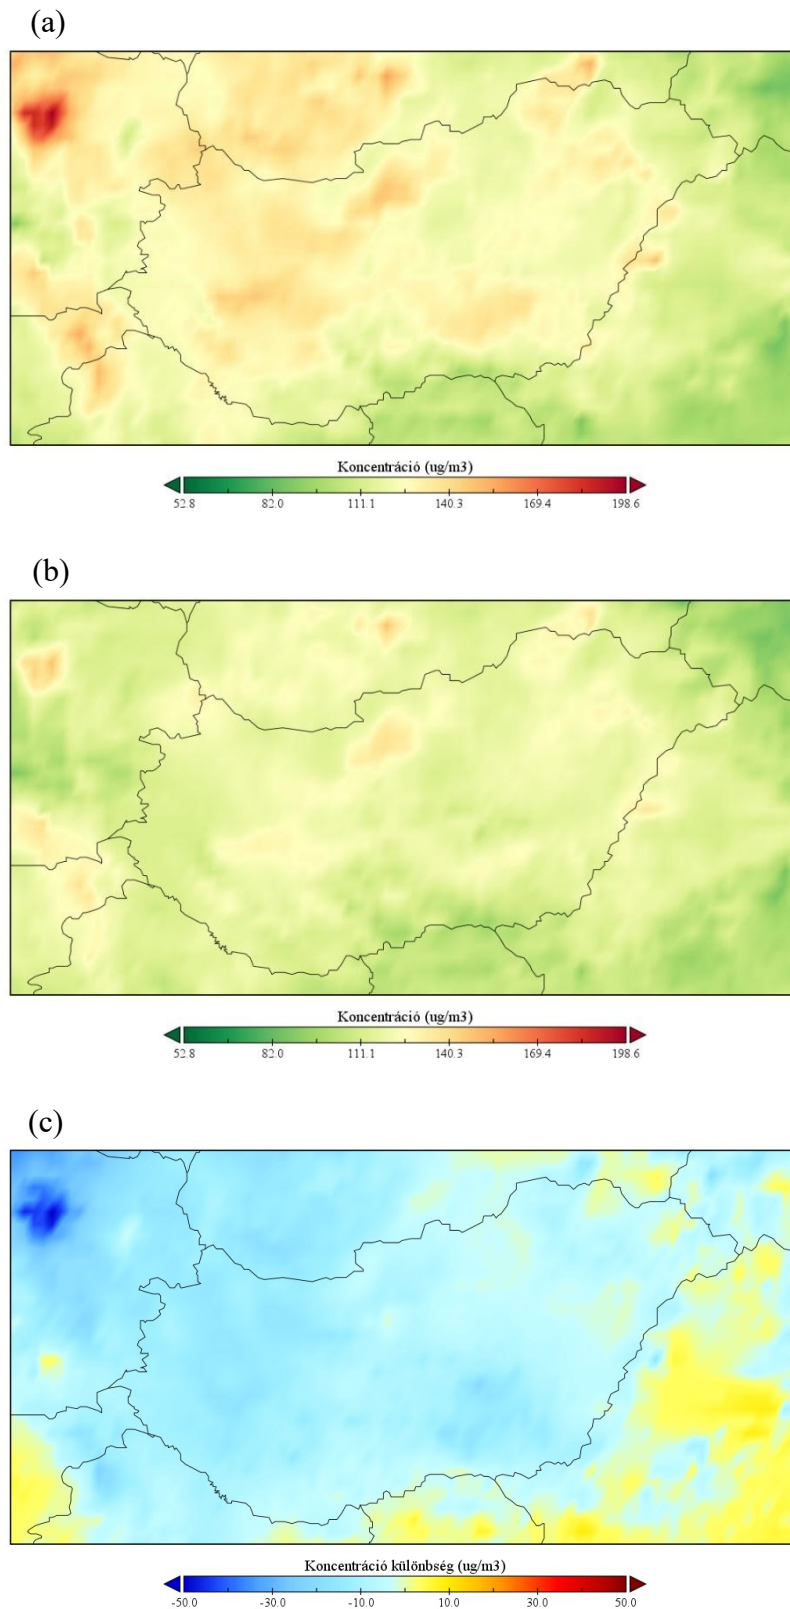 (a)
Koncentráció (ug/m3)
52.8 82.0 111.1 140.3 169.4 198.6
(b)
Koncentráció (ug/m3)
52.8 82.0 111.1 140.3 169.4 198.6
(c)
Koncentráció különbség (ug/m3)
-50.0 -30.0 -10.0 10.0 30.0 50.0